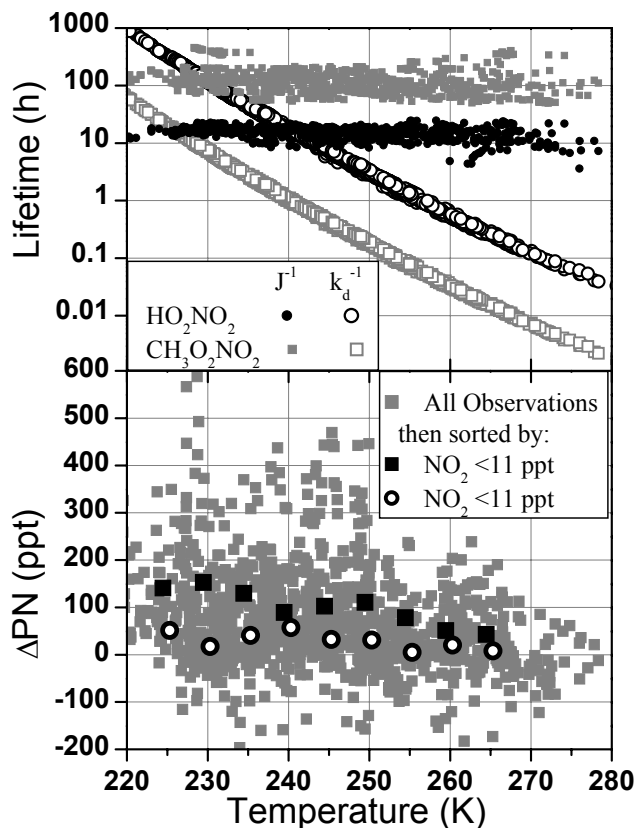 1000
100
10
1
0.1
0.01
Lifetime (h)
J⁻¹ k_d⁻¹
HO₂NO₂
CH₃O₂NO₂
600
500
400
300
200
100
0
-100
-200
ΔPN (ppt)
All Observations
then sorted by:
NO₂ <11 ppt
NO₂ <11 ppt
220 230 240 250 260 270 280
Temperature (K)